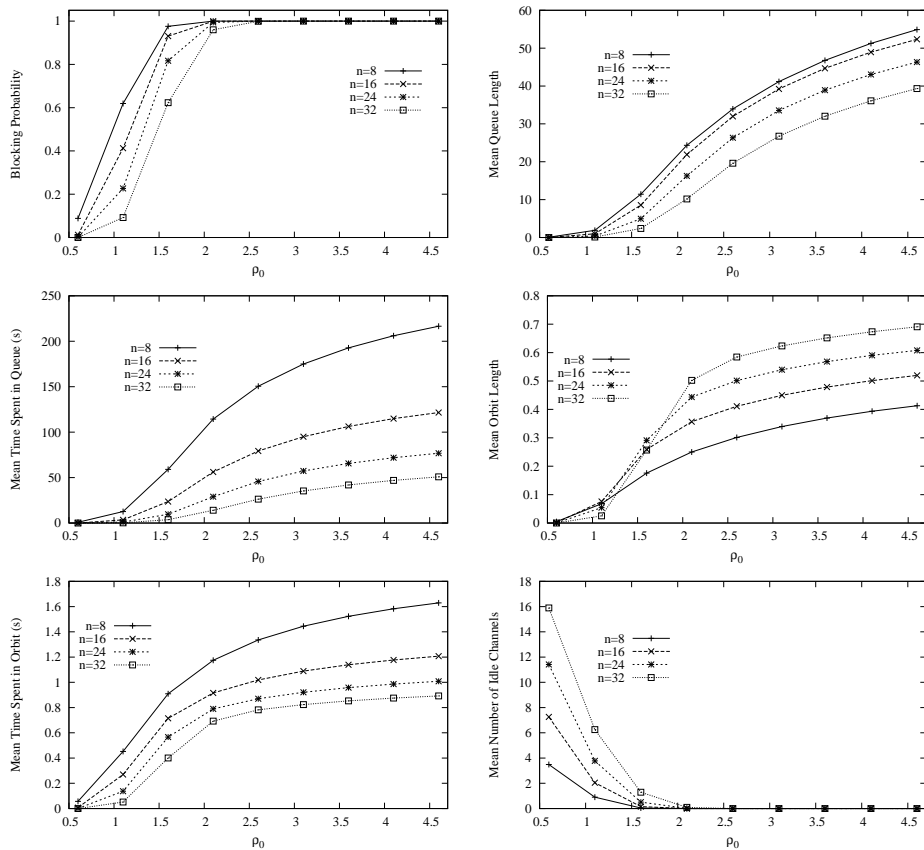 Blocking Probability
1
0.8
0.6
0.4
0.2
0
0.5 1 1.5 2 2.5 3 3.5 4 4.5
ρ0
n=8
n=16
n=24
n=32
Mean Queue Length
60
50
40
30
20
10
0
0.5 1 1.5 2 2.5 3 3.5 4 4.5
ρ0
n=8
n=16
n=24
n=32
Mean Time Spent in Queue (s)
250
200
150
100
50
0
0.5 1 1.5 2 2.5 3 3.5 4 4.5
ρ0
n=8
n=16
n=24
n=32
Mean Orbit Length
0.8
0.7
0.6
0.5
0.4
0.3
0.2
0.1
0
0.5 1 1.5 2 2.5 3 3.5 4 4.5
ρ0
n=8
n=16
n=24
n=32
Mean Time Spent in Orbit (s)
1.8
1.6
1.4
1.2
1
0.8
0.6
0.4
0.2
0
0.5 1 1.5 2 2.5 3 3.5 4 4.5
ρ0
n=8
n=16
n=24
n=32
Mean Number of Idle Channels
18
16
14
12
10
8
6
4
2
0
0.5 1 1.5 2 2.5 3 3.5 4 4.5
ρ0
n=8
n=16
n=24
n=32